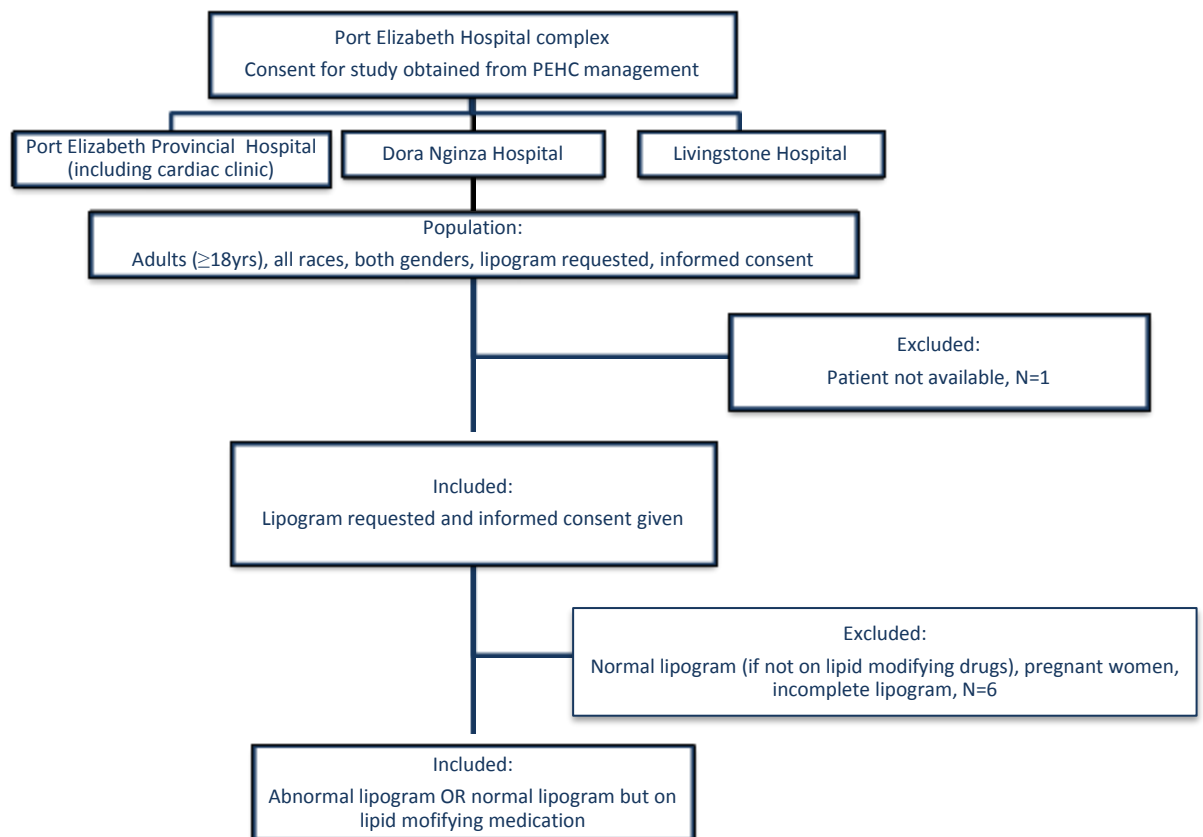 Port Elizabeth Hospital complex
Consent for study obtained from PEHC management
Port Elizabeth Provincial Hospital
(including cardiac clinic)
Dora Nginza Hospital
Livingstone Hospital
Population:
Adults (≥18yrs), all races, both genders, lipogram requested, informed consent
Excluded:
Patient not available, N=1
Included:
Lipogram requested and informed consent given
Excluded:
Normal lipogram (if not on lipid modifying drugs), pregnant women,
incomplete lipogram, N=6
Included:
Abnormal lipogram OR normal lipogram but on
lipid mofifying medication